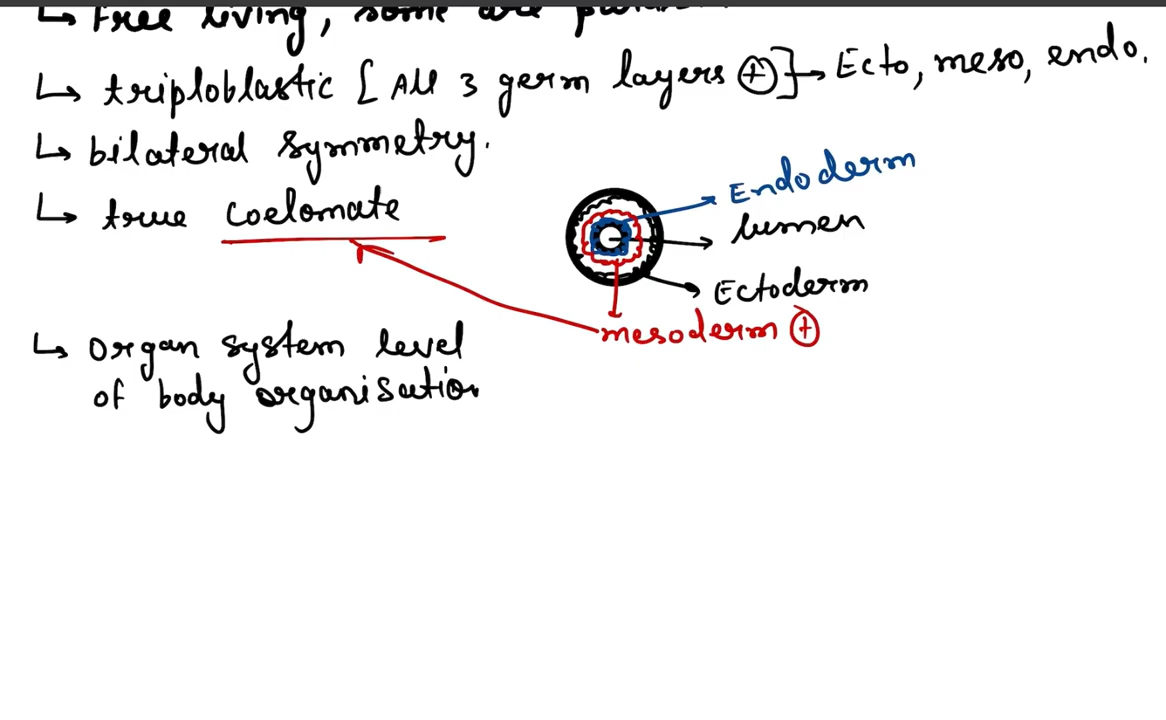 ↳ Free living, some are
↳ triploblastic [All 3 germ layers ⊕] → Ecto, meso, endo.
↳ bilateral symmetry.
↳ true coelomate
Endoderm
lumen
Ectoderm
mesoderm ⊕
↳ organ system level
of body organisation